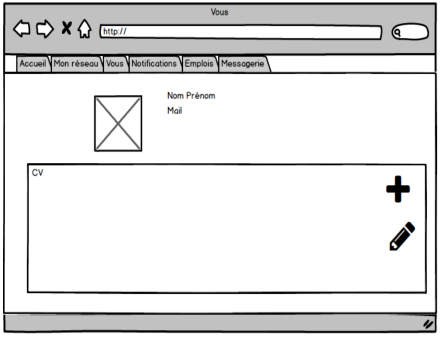 Vous
http://
Accueil Mon réseau Vous Notifications Emplois Messagerie
Nom Prénom
Mail
CV